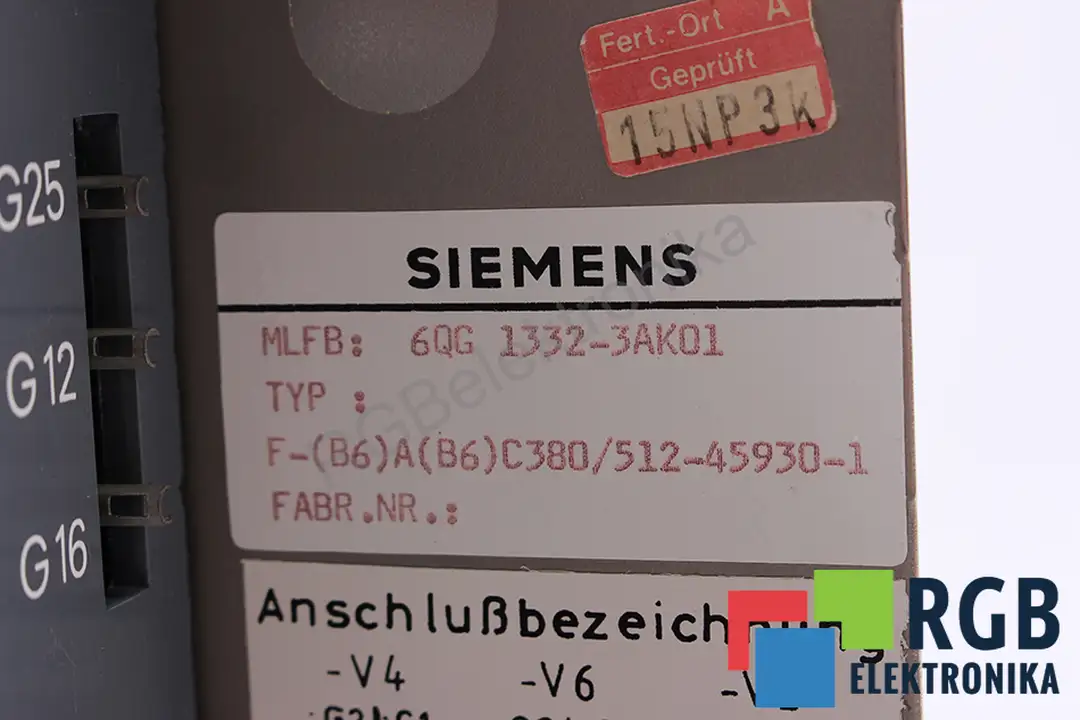 Fert.-Ort A
Geprüft
15NP3K
G25
SIEMENS
MLFB: 6QG 1332-3AK01
G12
TYP :
F-(B6)A(B6)C380/512-45930-1
FABR.NR.:
G16
Anschlußbezeichnung
-V4 -V6
RGB
ELEKTRONIKA
RGBelektronika